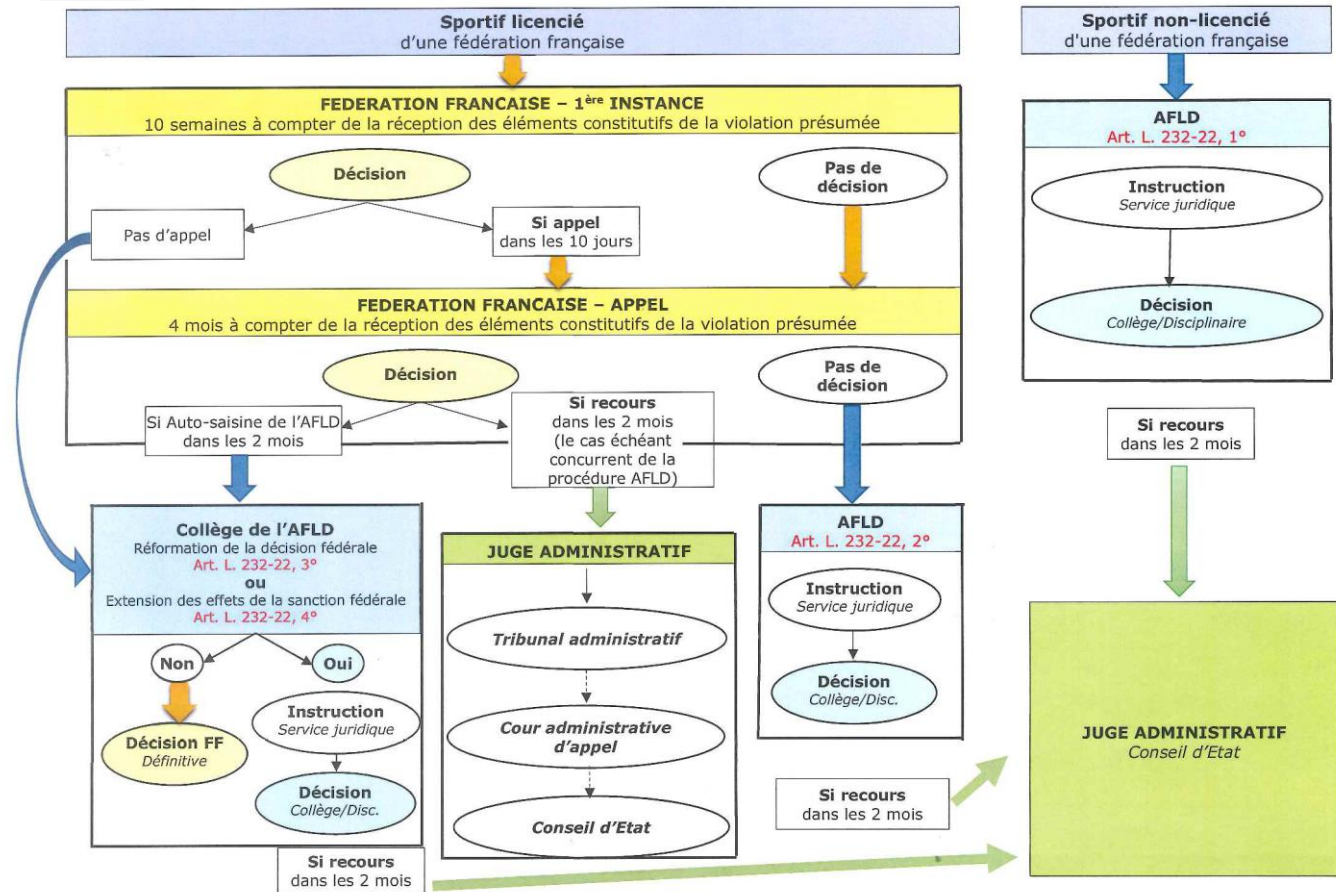 Sportif licencié
d'une fédération française
Sportif non-licencié
d'une fédération française
FEDERATION FRANCAISE – 1ère INSTANCE
10 semaines à compter de la réception des éléments constitutifs de la violation présumée
Décision
Pas de
décision
Pas d'appel
Si appel
dans les 10 jours
FEDERATION FRANCAISE – APPEL
4 mois à compter de la réception des éléments constitutifs de la violation présumée
Décision
Pas de
décision
Si Auto-saisine de l'AFLD
dans les 2 mois
Si recours
dans les 2 mois
(le cas échéant
concurrent de la
procédure AFLD)
Collège de l'AFLD
Réformation de la décision fédérale
Art. L. 232-22, 3°
ou
Extension des effets de la sanction fédérale
Art. L. 232-22, 4°
Non
Oui
Décision FF
Définitive
Instruction
Service juridique
Décision
Collège/Disc.
Si recours
dans les 2 mois
JUGE ADMINISTRATIF
Tribunal administratif
Cour administrative
d'appel
Conseil d'Etat
AFLD
Art. L. 232-22, 2°
Instruction
Service juridique
Décision
Collège/Disc.
Si recours
dans les 2 mois
AFLD
Art. L. 232-22, 1°
Instruction
Service juridique
Décision
Collège/Disciplinaire
Si recours
dans les 2 mois
JUGE ADMINISTRATIF
Conseil d'Etat